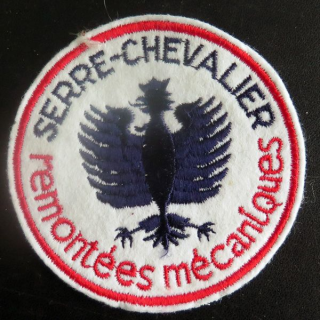 SERRE-CHEVALIER
remontées mécaniques